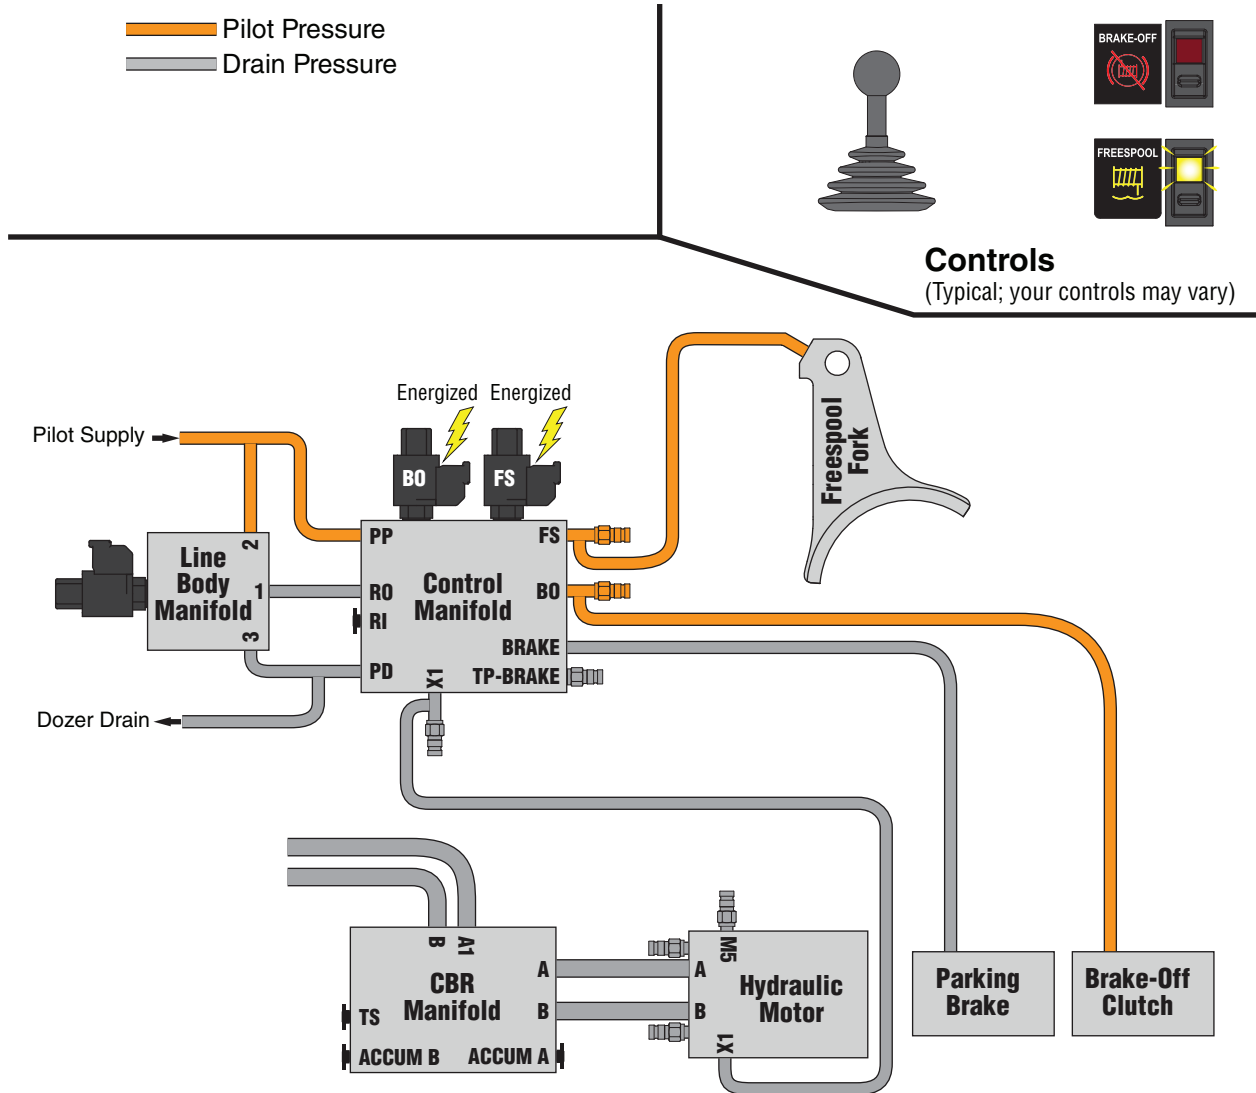 Pilot Pressure
Drain Pressure
BRAKE-OFF
FREESPOOL
Controls
(Typical; your controls may vary)
Energized
Energized
Freespool
Fork
Pilot Supply
BO
FS
PP
FS
2
Line
Body
Manifold
1
3
Control
Manifold
RO
BO
RI
BRAKE
PD
X1
TP-BRAKE
Dozer Drain
B
A1
M5
CBR
Manifold
A
B
A
B
Hydraulic
Motor
Parking
Brake
Brake-Off
Clutch
TS
ACCUM B
ACCUM A
X1